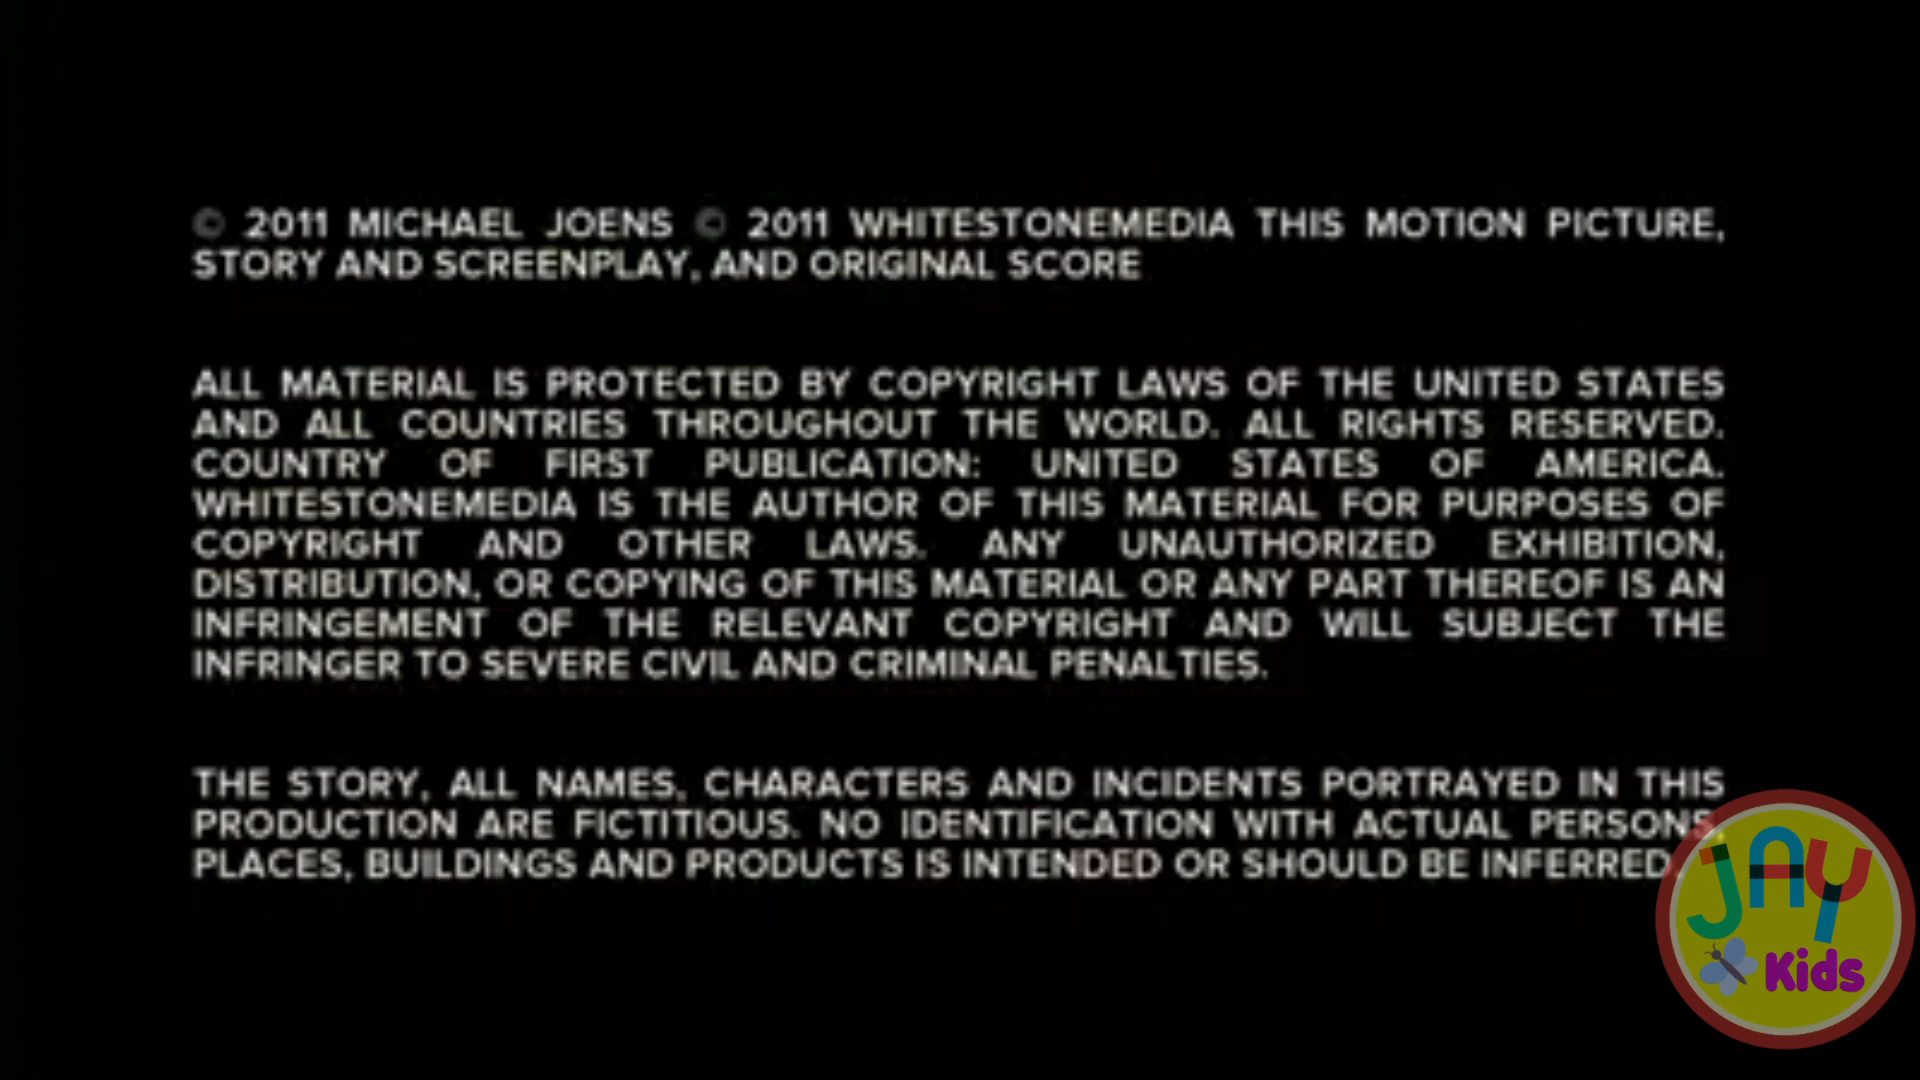 © 2011 MICHAEL JOENS © 2011 WHITESTONEMEDIA THIS MOTION PICTURE,
STORY AND SCREENPLAY, AND ORIGINAL SCORE
ALL MATERIAL IS PROTECTED BY COPYRIGHT LAWS OF THE UNITED STATES
AND ALL COUNTRIES THROUGHOUT THE WORLD. ALL RIGHTS RESERVED.
COUNTRY OF FIRST PUBLICATION: UNITED STATES OF AMERICA.
WHITESTONEMEDIA IS THE AUTHOR OF THIS MATERIAL FOR PURPOSES OF
COPYRIGHT AND OTHER LAWS. ANY UNAUTHORIZED EXHIBITION,
DISTRIBUTION, OR COPYING OF THIS MATERIAL OR ANY PART THEREOF IS AN
INFRINGEMENT OF THE RELEVANT COPYRIGHT AND WILL SUBJECT THE
INFRINGER TO SEVERE CIVIL AND CRIMINAL PENALTIES.
THE STORY, ALL NAMES, CHARACTERS AND INCIDENTS PORTRAYED IN THIS
PRODUCTION ARE FICTITIOUS. NO IDENTIFICATION WITH ACTUAL PERSONS,
PLACES, BUILDINGS AND PRODUCTS IS INTENDED OR SHOULD BE INFERRED.
JAY
Kids